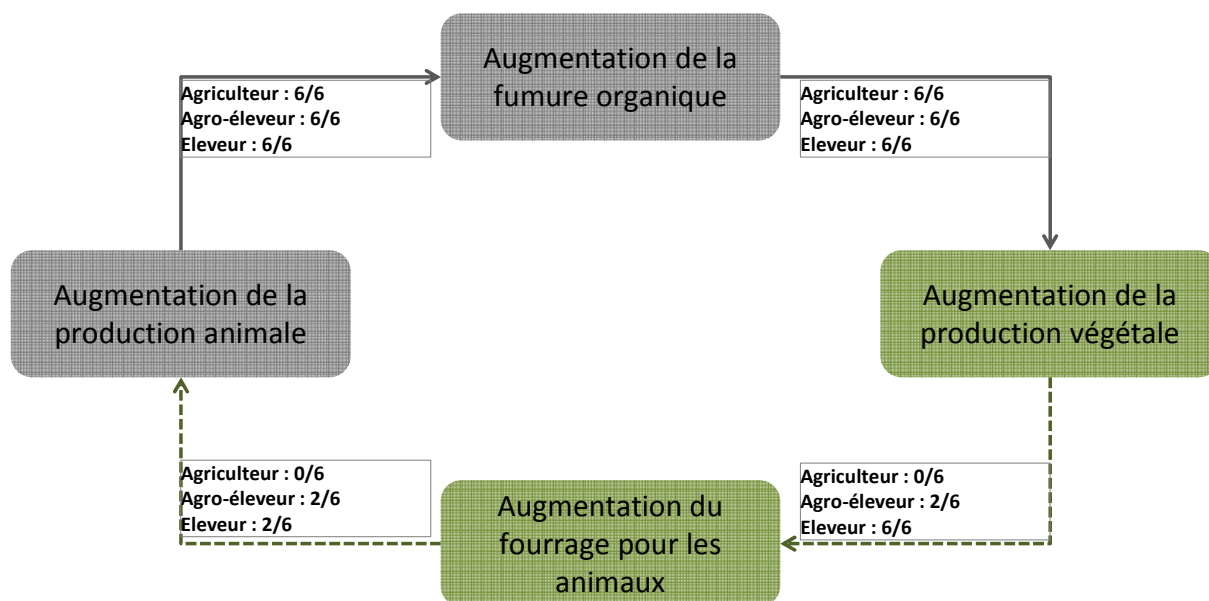 Augmentation de la
fumure organique
Agriculteur : 6/6
Agro-éleveur : 6/6
Eleveur : 6/6
Agriculteur : 6/6
Agro-éleveur : 6/6
Eleveur : 6/6
Augmentation de la
production animale
Augmentation de la
production végétale
Agriculteur : 0/6
Agro-éleveur : 2/6
Eleveur : 2/6
Agriculteur : 0/6
Agro-éleveur : 2/6
Eleveur : 6/6
Augmentation du
fourrage pour les
animaux